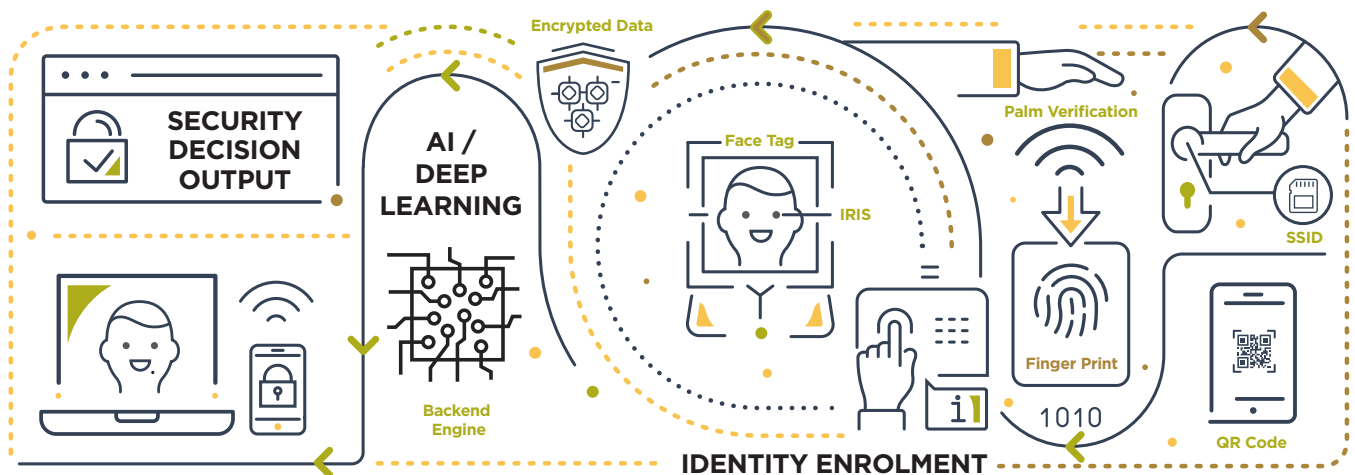 Encrypted Data
SECURITY
DECISION
OUTPUT
AI /
DEEP
LEARNING
Backend
Engine
Face Tag
IRIS
Palm Verification
SSID
Finger Print
1010
i
QR Code
IDENTITY ENROLMENT